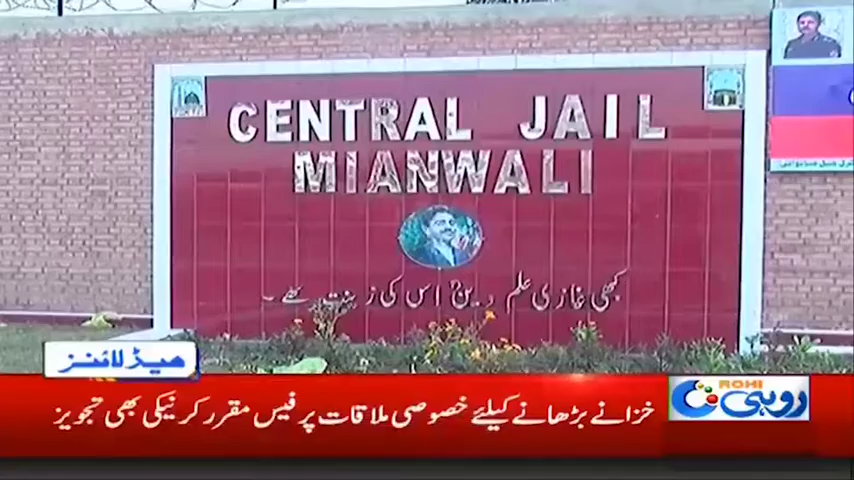 CENTRAL JAIL
MIANWALI
کبھی غازی علم دین اس کی زینت تھے
ہیڈ لائنز
خزانے بڑھانے کیلئے خصوصی ملاقات پر فیس مقرر کرنیکی بھی تجویز
ROHI
روہی